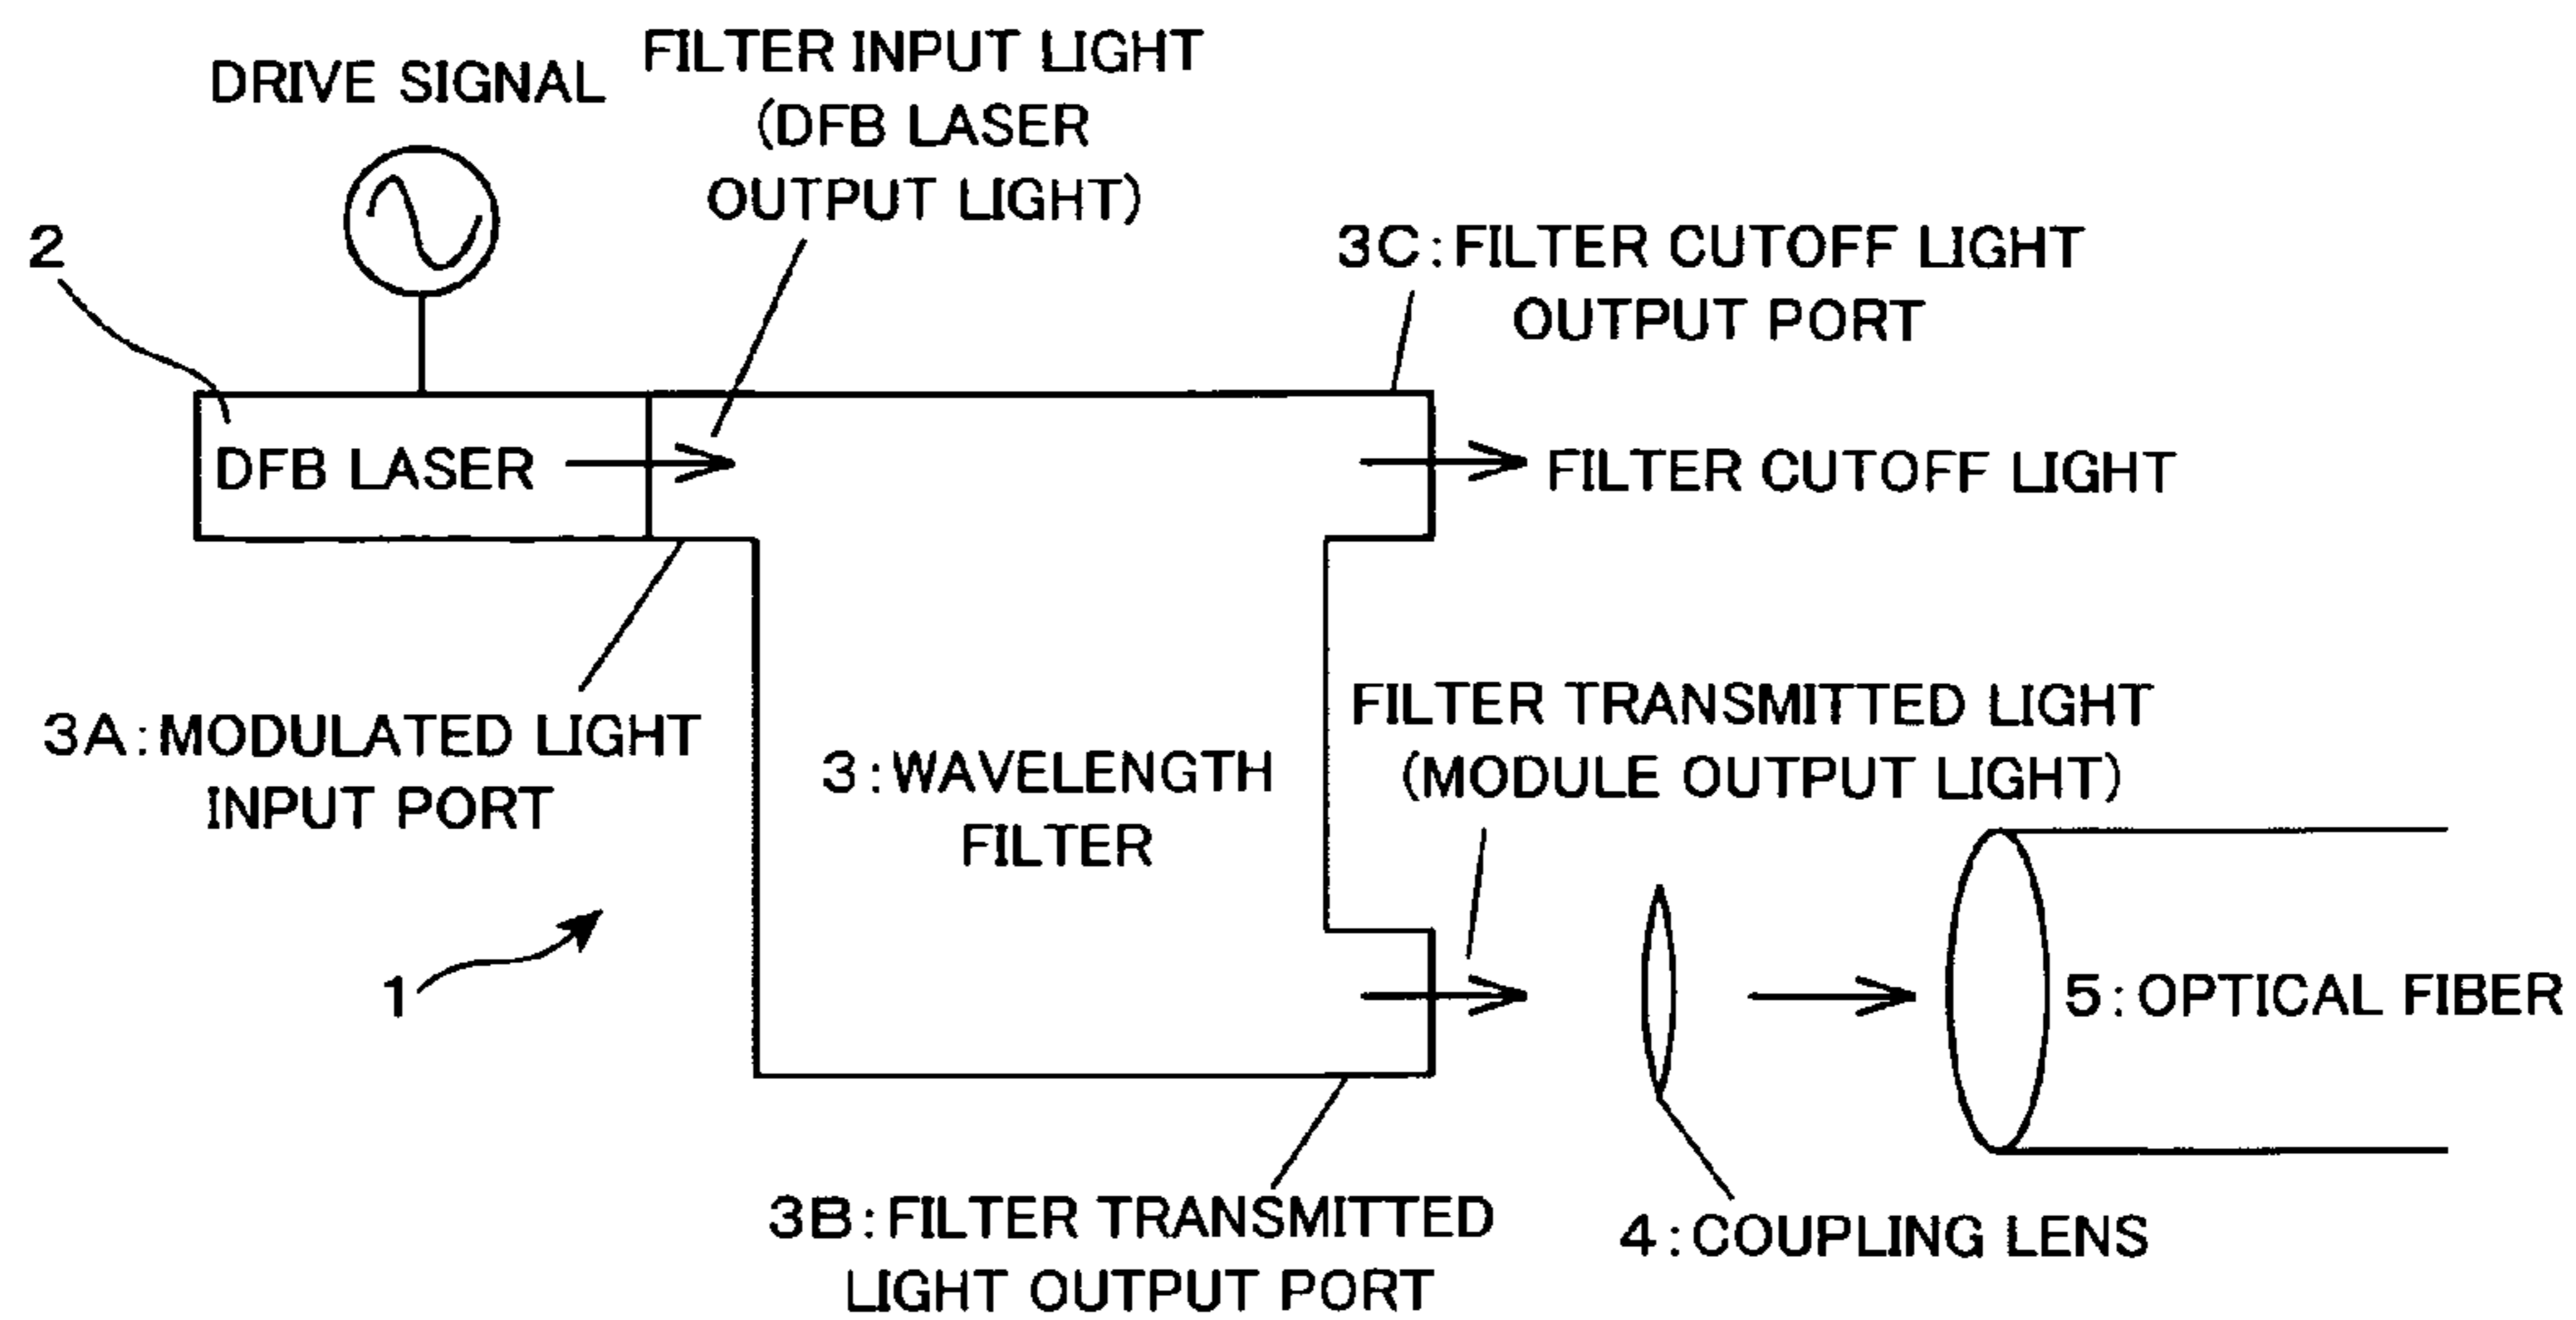 DRIVE SIGNAL
FILTER INPUT LIGHT
(DFB LASER
OUTPUT LIGHT)
2
3C:FILTER CUTOFF LIGHT
OUTPUT PORT
DFB LASER
FILTER CUTOFF LIGHT
3A:MODULATED LIGHT
INPUT PORT
3:WAVELENGTH
FILTER
FILTER TRANSMITTED LIGHT
(MODULE OUTPUT LIGHT)
1
5:OPTICAL FIBER
3B:FILTER TRANSMITTED
LIGHT OUTPUT PORT
4:COUPLING LENS